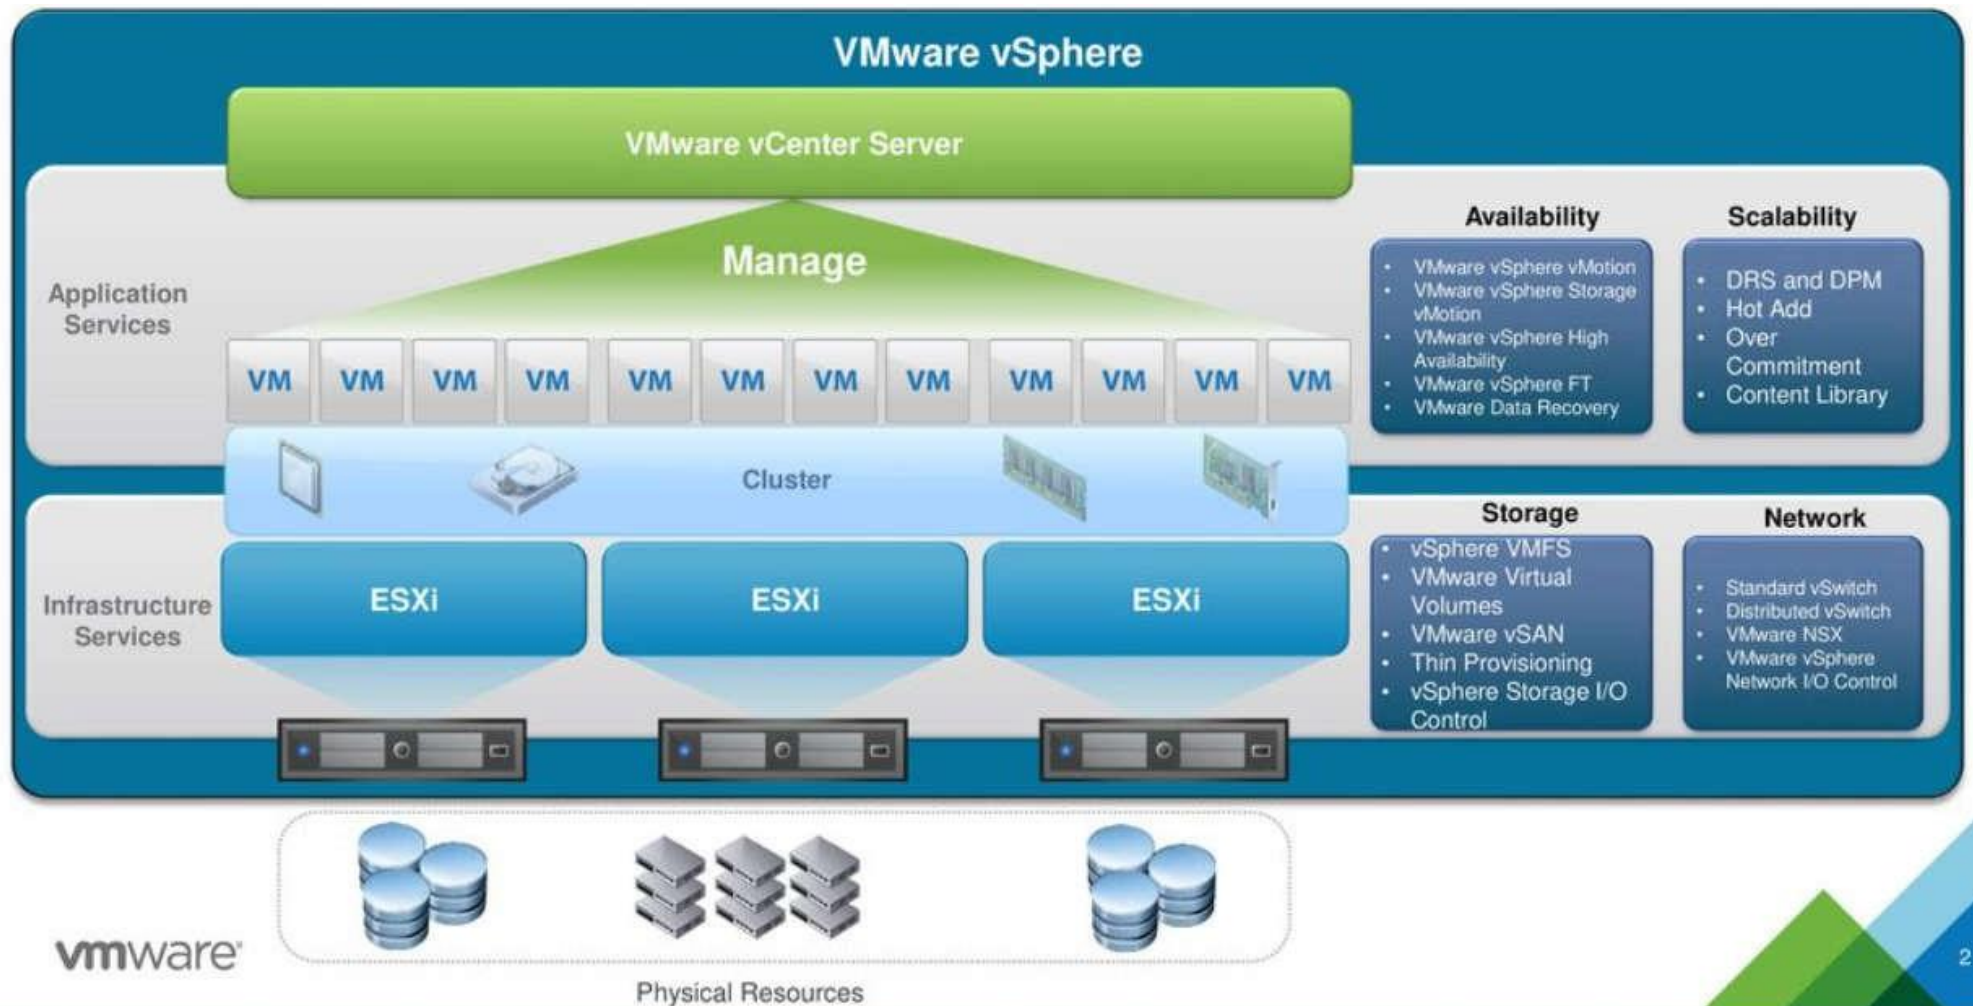 VMware vSphere
VMware vCenter Server
Manage
Application
Services
VM VM VM VM VM VM VM VM VM VM VM VM
Cluster
Availability
• VMware vSphere vMotion
• VMware vSphere Storage
vMotion
• VMware vSphere High
Availability
• VMware vSphere FT
• VMware Data Recovery
Scalability
• DRS and DPM
• Hot Add
• Over
Commitment
• Content Library
Infrastructure
Services
ESXi ESXi ESXi
Storage
• vSphere VMFS
• VMware Virtual
Volumes
• VMware vSAN
• Thin Provisioning
• vSphere Storage I/O
Control
Network
• Standard vSwitch
• Distributed vSwitch
• VMware NSX
• VMware vSphere
Network I/O Control
vmware
Physical Resources
2